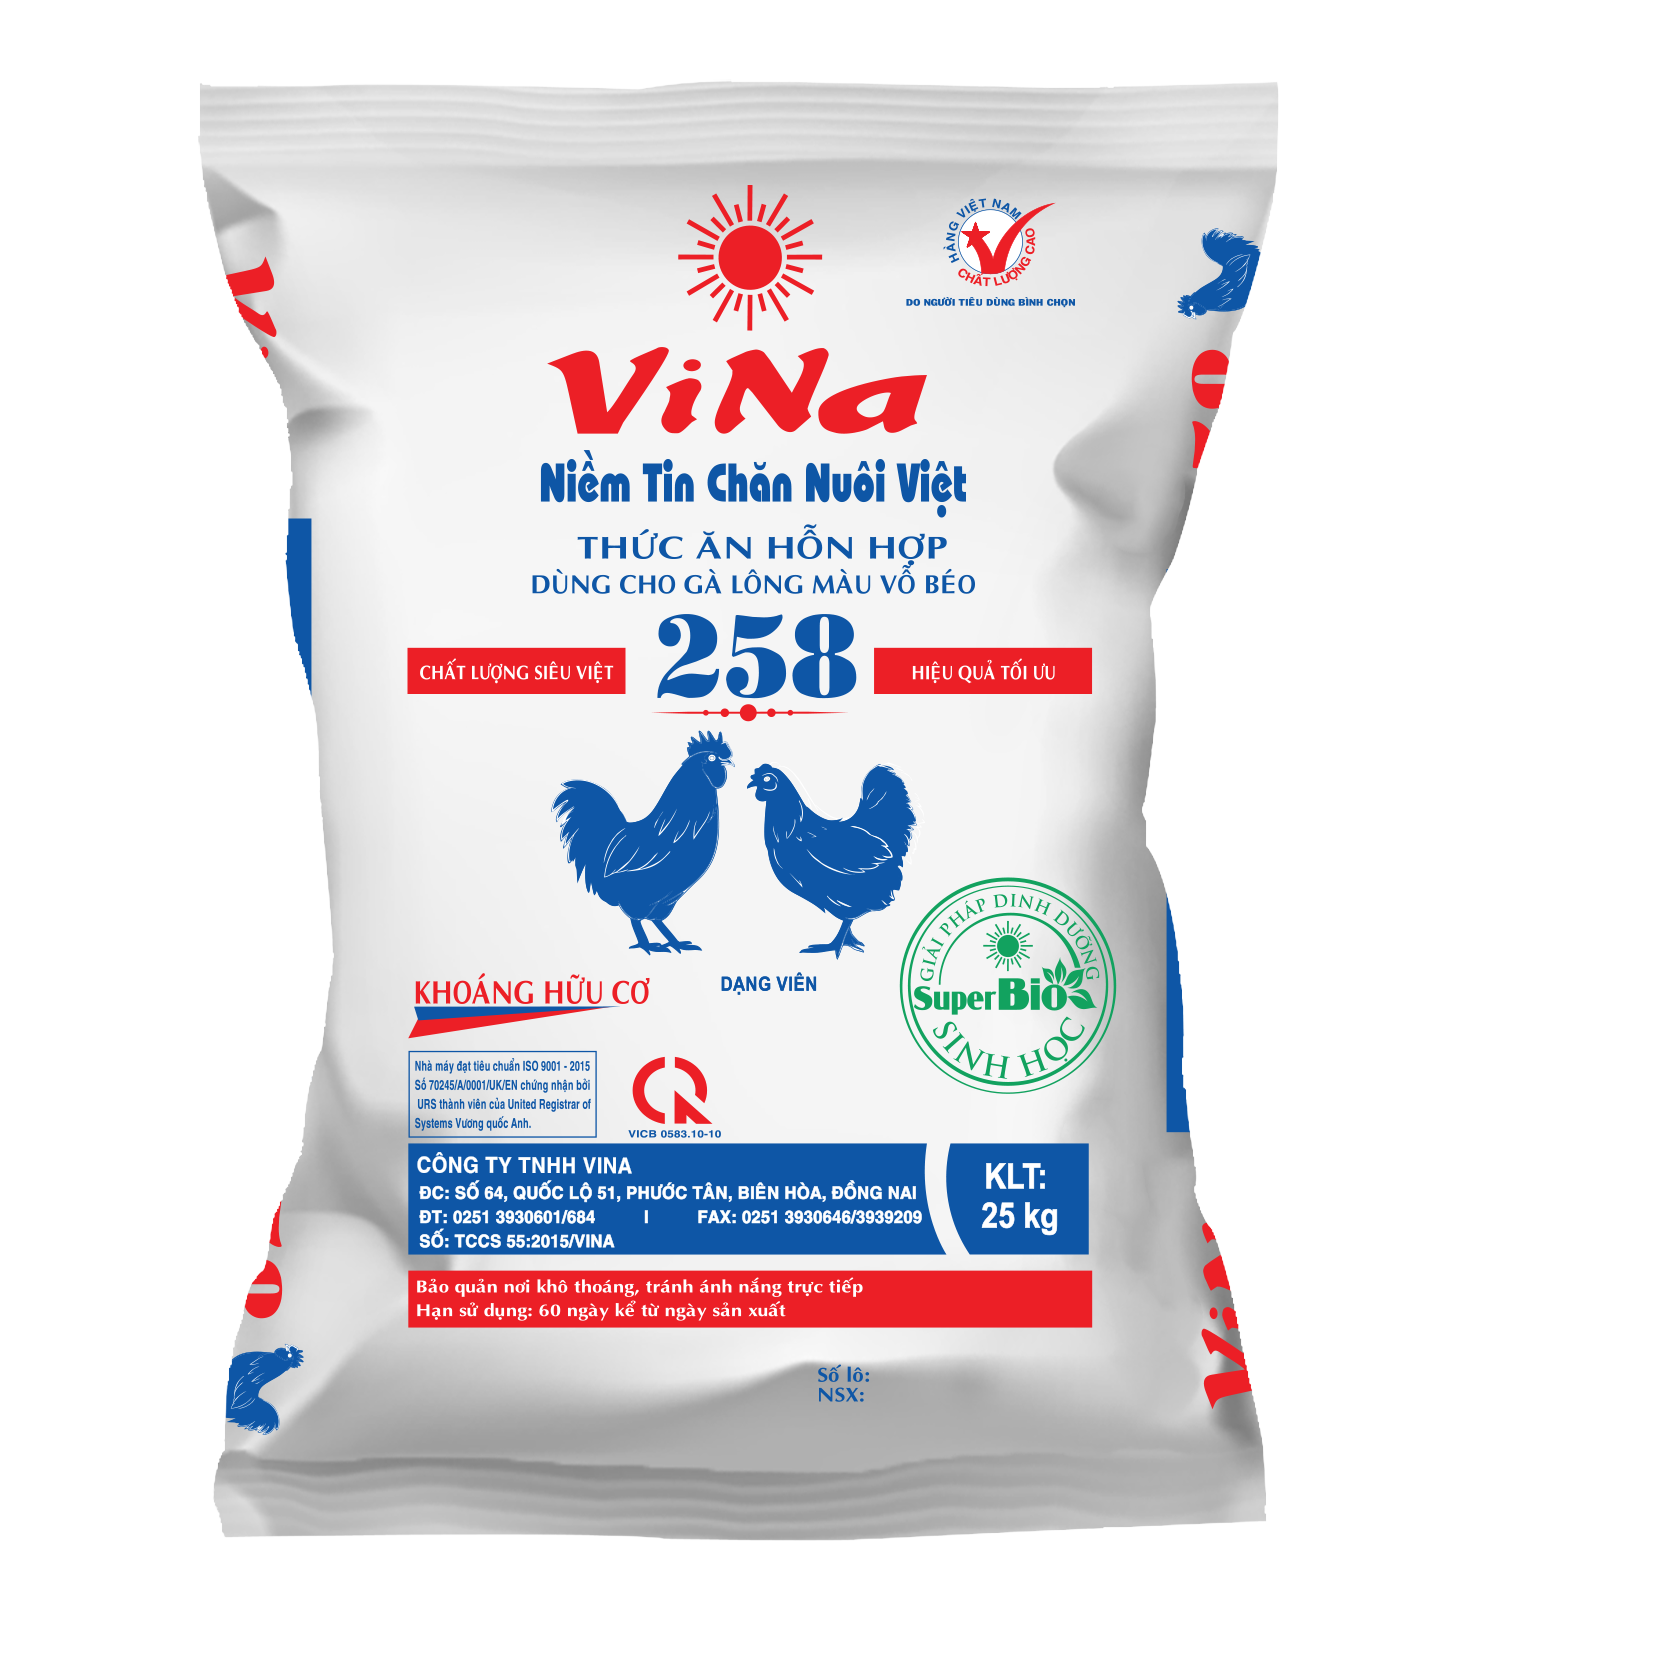 HÀNG VIỆT NAM
CHẤT LƯỢNG CAO
DO NGƯỜI TIÊU DÙNG BÌNH CHỌN
ViNa
Niềm Tin Chăn Nuôi Việt
THỨC ĂN HỖN HỢP
DÙNG CHO GÀ LÔNG MÀU VỖ BÉO
258
CHẤT LƯỢNG SIÊU VIỆT
HIỆU QUẢ TỐI ƯU
GIẢI PHÁP DINH DƯỠNG
SuperBio
SINH HỌC
KHOÁNG HỮU CƠ
DẠNG VIÊN
Nhà máy đạt tiêu chuẩn ISO 9001 - 2015
Số 70245/A/0001/UK/EN chứng nhận bởi
URS thành viên của United Registrar of
Systems Vương quốc Anh.
VICB 0583.10-10
CÔNG TY TNHH VINA
ĐC: SỐ 64, QUỐC LỘ 51, PHƯỚC TÂN, BIÊN HÒA, ĐỒNG NAI
ĐT: 0251 3930601/684 I FAX: 0251 3930646/3939209
SỐ: TCCS 55:2015/VINA
KLT:
25 kg
Bảo quản nơi khô thoáng, tránh ánh nắng trực tiếp
Hạn sử dụng: 60 ngày kể từ ngày sản xuất
Số lô:
NSX: